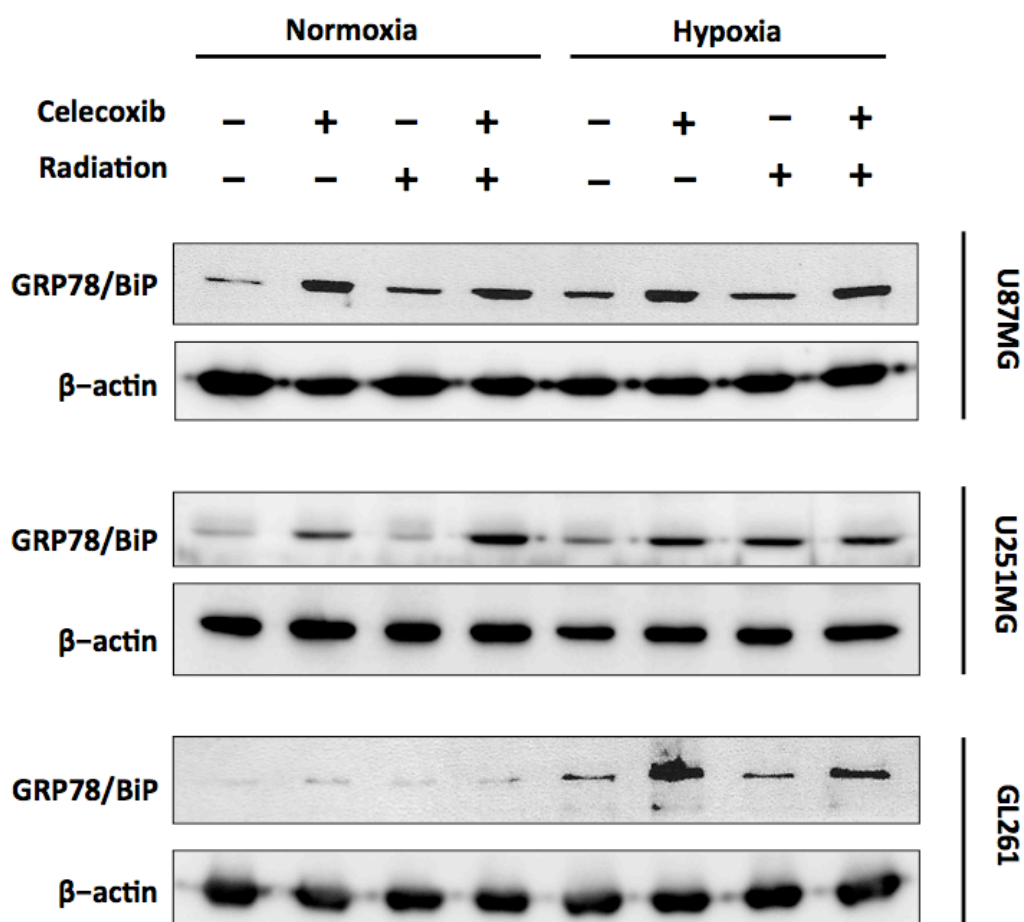 Normoxia Hypoxia
Celecoxib − + − + − + − +
Radiation − − + + − − + +
GRP78/BiP
β−actin
U87MG
GRP78/BiP
β−actin
U251MG
GRP78/BiP
β−actin
GL261